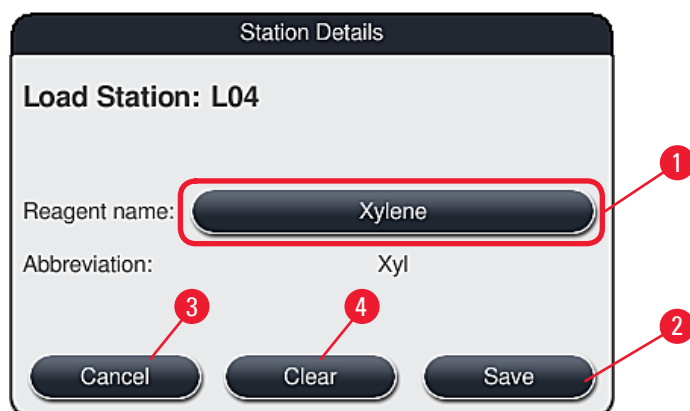 Station Details
Load Station: L04
1
Reagent name: Xylene
Abbreviation: Xyl
3 4
2
Cancel Clear Save